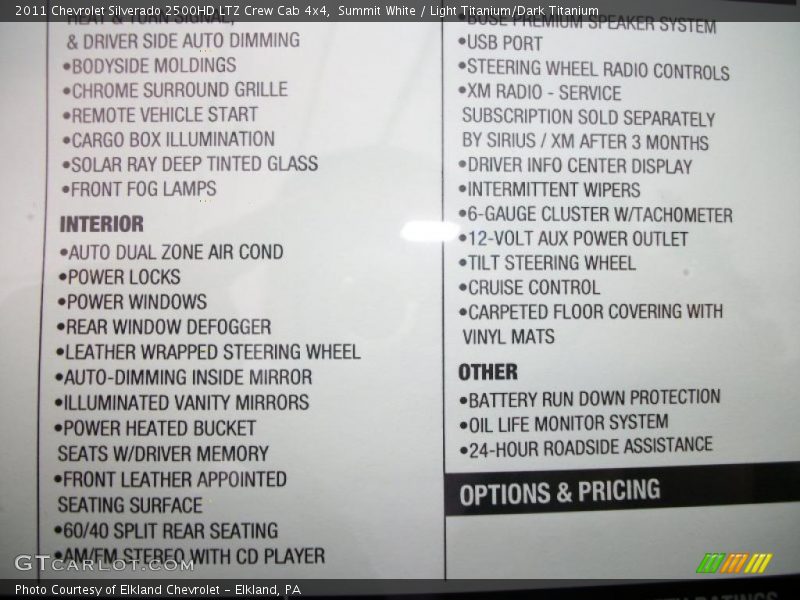 2011 Chevrolet Silverado 2500HD LTZ Crew Cab 4x4,  Summit White / Light Titanium/Dark Titanium
HEAT & TURN SIGNAL,
& DRIVER SIDE AUTO DIMMING
•BODYSIDE MOLDINGS
•CHROME SURROUND GRILLE
•REMOTE VEHICLE START
•CARGO BOX ILLUMINATION
•SOLAR RAY DEEP TINTED GLASS
•FRONT FOG LAMPS
INTERIOR
•AUTO DUAL ZONE AIR COND
•POWER LOCKS
•POWER WINDOWS
•REAR WINDOW DEFOGGER
•LEATHER WRAPPED STEERING WHEEL
•AUTO-DIMMING INSIDE MIRROR
•ILLUMINATED VANITY MIRRORS
•POWER HEATED BUCKET
SEATS W/DRIVER MEMORY
•FRONT LEATHER APPOINTED
SEATING SURFACE
•60/40 SPLIT REAR SEATING
•AM/FM STEREO WITH CD PLAYER
•BOSE PREMIUM SPEAKER SYSTEM
•USB PORT
•STEERING WHEEL RADIO CONTROLS
•XM RADIO - SERVICE
SUBSCRIPTION SOLD SEPARATELY
BY SIRIUS / XM AFTER 3 MONTHS
•DRIVER INFO CENTER DISPLAY
•INTERMITTENT WIPERS
•6-GAUGE CLUSTER W/TACHOMETER
•12-VOLT AUX POWER OUTLET
•TILT STEERING WHEEL
•CRUISE CONTROL
•CARPETED FLOOR COVERING WITH
VINYL MATS
OTHER
•BATTERY RUN DOWN PROTECTION
•OIL LIFE MONITOR SYSTEM
•24-HOUR ROADSIDE ASSISTANCE
OPTIONS & PRICING
GTCARLOT.COM
Photo Courtesy of Elkland Chevrolet - Elkland, PA